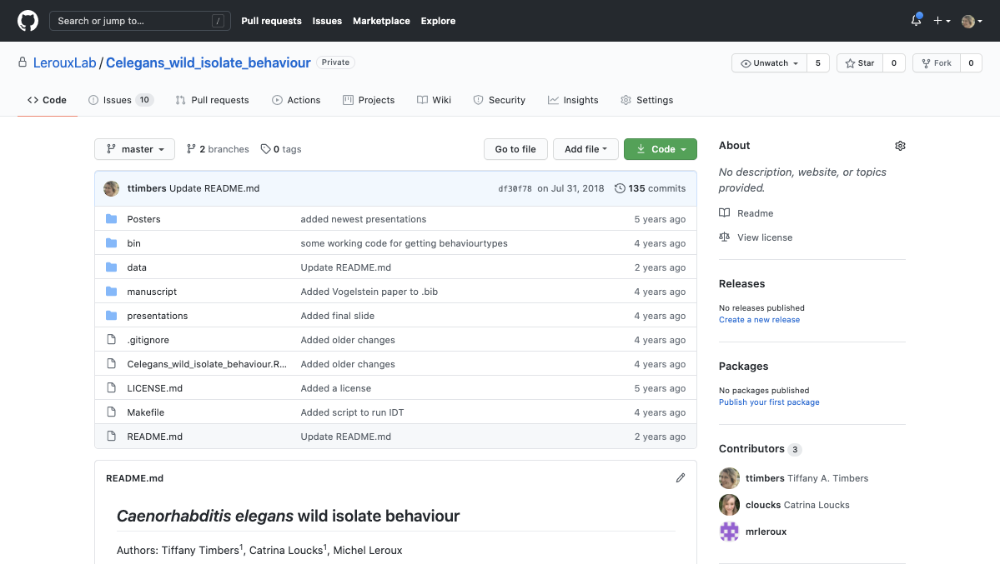 Search or jump to… / Pull requests Issues Marketplace Explore
LerouxLab / Celegans_wild_isolate_behaviour Private Unwatch 5 Star 0 Fork 0
Code Issues 10 Pull requests Actions Projects Wiki Security Insights Settings
master 2 branches 0 tags Go to file Add file Code
ttimbers Update README.md df30f78 on Jul 31, 2018 135 commits
Posters added newest presentations 5 years ago
bin some working code for getting behaviourtypes 4 years ago
data Update README.md 2 years ago
manuscript Added Vogelstein paper to .bib 4 years ago
presentations Added final slide 4 years ago
.gitignore Added older changes 4 years ago
Celegans_wild_isolate_behaviour.R... Added older changes 4 years ago
LICENSE.md Added a license 5 years ago
Makefile Added script to run IDT 4 years ago
README.md Update README.md 2 years ago
README.md
Caenorhabditis elegans wild isolate behaviour
Authors: Tiffany Timbers1, Catrina Loucks1, Michel Leroux
About
No description, website, or topics
provided.
Readme
View license
Releases
No releases published
Create a new release
Packages
No packages published
Publish your first package
Contributors 3
ttimbers Tiffany A. Timbers
cloucks Catrina Loucks
mrleroux